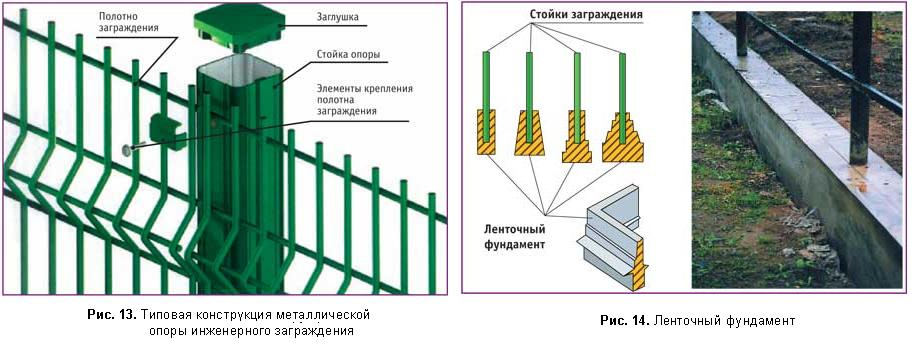 Полотно
заграждения
Заглушка
Стойка опоры
Элементы крепления
полотна
заграждения
Рис. 13. Типовая конструкция металлической
опоры инженерного заграждения
Стойки заграждения
Ленточный
фундамент
Рис. 14. Ленточный фундамент